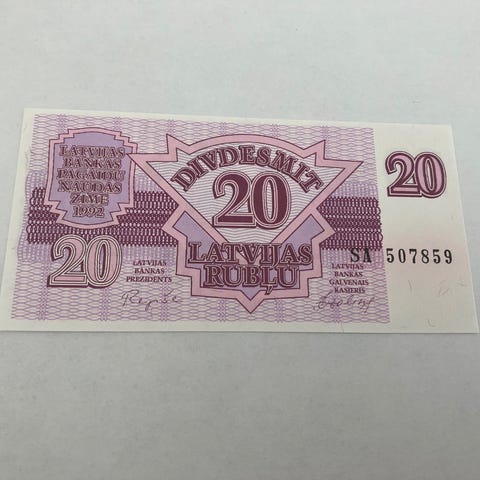 LATVIJAS
BANKAS
PAGAIDU
NAUDAS
ZĪME
1992
DIVDESMIT
20
LATVIJAS
RUBĻU
20
20
SA 507859
LATVIJAS
BANKAS
PREZIDENTS
LATVIJAS
BANKAS
GALVENAIS
KASIERIS